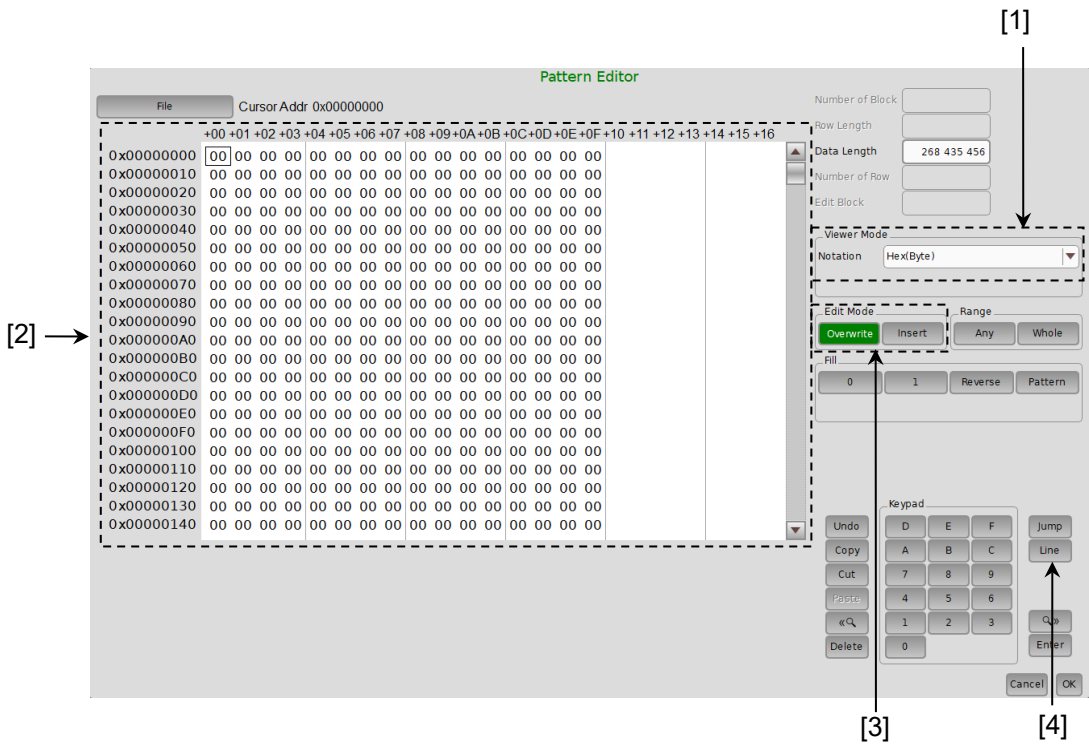 [1]
Pattern Editor
File
Cursor Addr 0x00000000
Number of Block
Row Length
Data Length 268 435 456
Number of Row
Edit Block
+00 +01 +02 +03 +04 +05 +06 +07 +08 +09 +0A +0B +0C +0D +0E +0F +10 +11 +12 +13 +14 +15 +16
0x00000000 00 00 00 00 00 00 00 00 00 00 00 00 00 00 00 00
0x00000010 00 00 00 00 00 00 00 00 00 00 00 00 00 00 00 00
0x00000020 00 00 00 00 00 00 00 00 00 00 00 00 00 00 00 00
0x00000030 00 00 00 00 00 00 00 00 00 00 00 00 00 00 00 00
0x00000040 00 00 00 00 00 00 00 00 00 00 00 00 00 00 00 00
0x00000050 00 00 00 00 00 00 00 00 00 00 00 00 00 00 00 00
0x00000060 00 00 00 00 00 00 00 00 00 00 00 00 00 00 00 00
0x00000070 00 00 00 00 00 00 00 00 00 00 00 00 00 00 00 00
0x00000080 00 00 00 00 00 00 00 00 00 00 00 00 00 00 00 00
0x00000090 00 00 00 00 00 00 00 00 00 00 00 00 00 00 00 00
0x000000A0 00 00 00 00 00 00 00 00 00 00 00 00 00 00 00 00
0x000000B0 00 00 00 00 00 00 00 00 00 00 00 00 00 00 00 00
0x000000C0 00 00 00 00 00 00 00 00 00 00 00 00 00 00 00 00
0x000000D0 00 00 00 00 00 00 00 00 00 00 00 00 00 00 00 00
0x000000E0 00 00 00 00 00 00 00 00 00 00 00 00 00 00 00 00
0x000000F0 00 00 00 00 00 00 00 00 00 00 00 00 00 00 00 00
0x00000100 00 00 00 00 00 00 00 00 00 00 00 00 00 00 00 00
0x00000110 00 00 00 00 00 00 00 00 00 00 00 00 00 00 00 00
0x00000120 00 00 00 00 00 00 00 00 00 00 00 00 00 00 00 00
0x00000130 00 00 00 00 00 00 00 00 00 00 00 00 00 00 00 00
0x00000140 00 00 00 00 00 00 00 00 00 00 00 00 00 00 00 00
[2]
Viewer Mode
Notation Hex(Byte)
Edit Mode
Overwrite Insert
Range
Any Whole
Fill
0 1 Reverse Pattern
Undo
Copy
Cut
Paste
«
Delete
Keypad
D E F
A B C
7 8 9
4 5 6
1 2 3
0
Jump
Line
»
Enter
Cancel OK
[3]
[4]